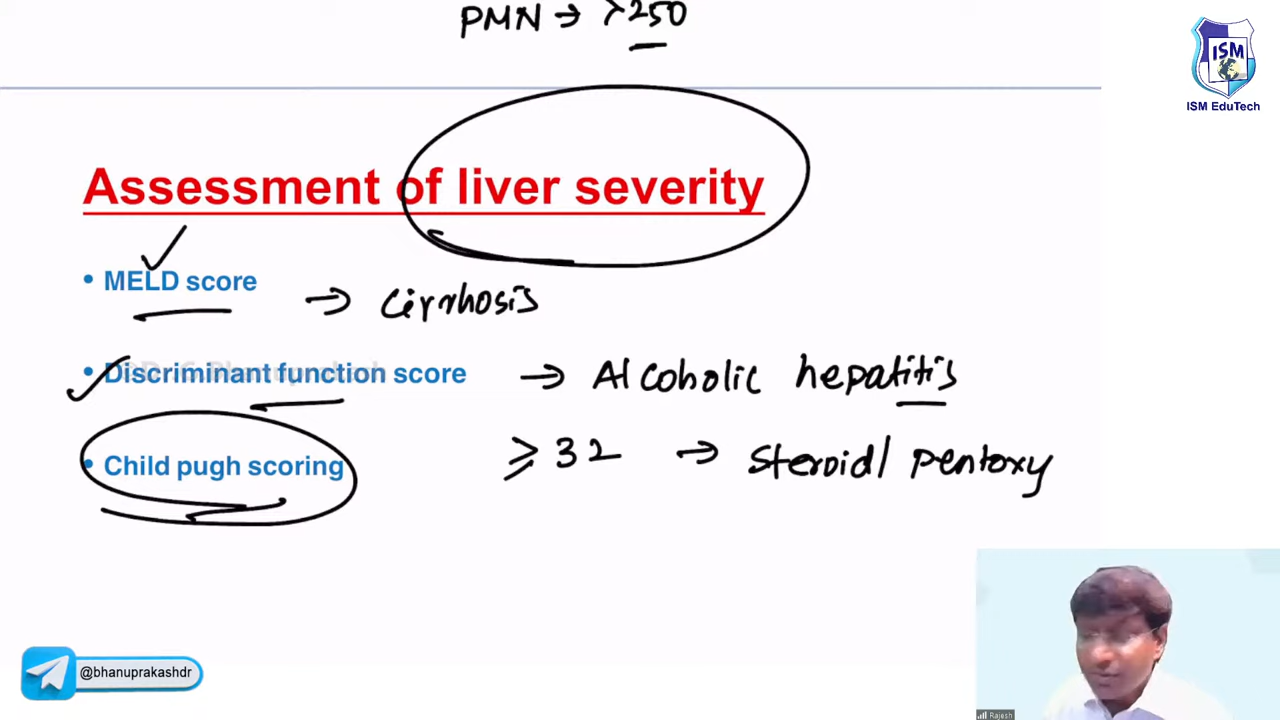 PMN → >250
ISM
ISM EduTech
Assessment of liver severity
• MELD score → Cirrhosis
• Discriminant function score → Alcoholic hepatitis
≥ 32 → Steroid/ pentoxy
• Child pugh scoring
@bhanuprakashdr
Rajesh